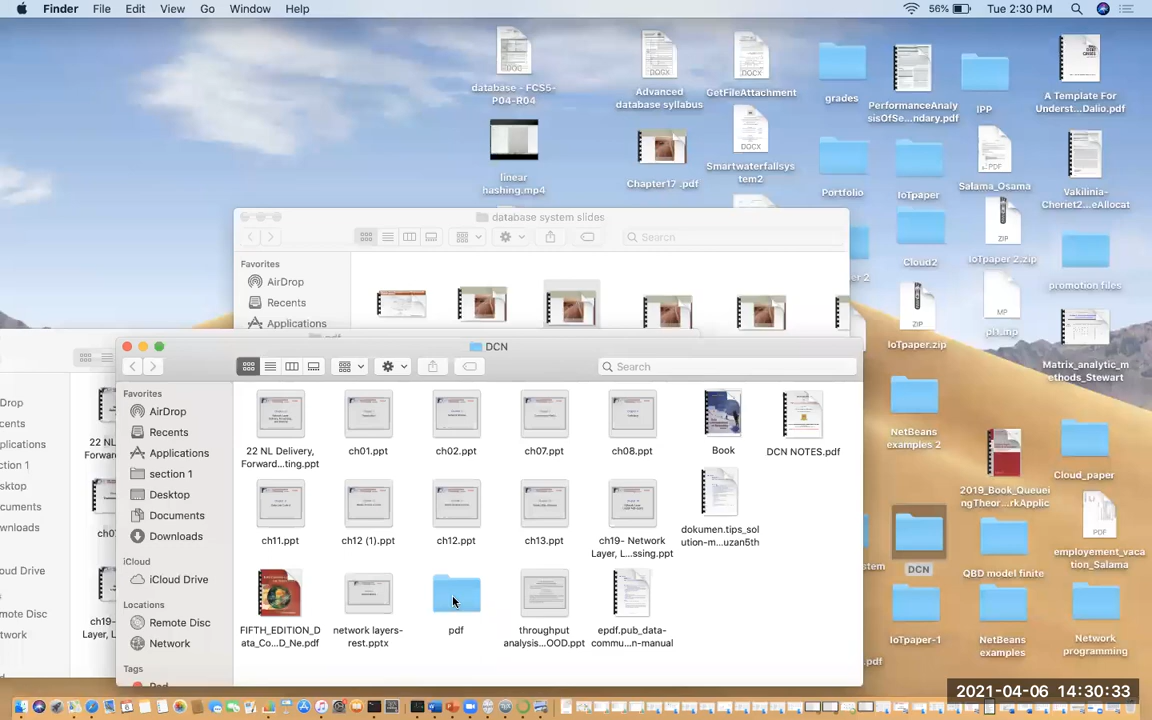 Finder File Edit View Go Window Help
56% Tue 2:30 PM
database - FCS5-
P04-R04
Advanced
database syllabus
GetFileAttachment
grades
PerformanceAnaly
sisOfSe...ndary.pdf
IPP
A Template For
Underst...Dalio.pdf
linear
hashing.mp4
Chapter17 .pdf
Smartwaterfallsys
tem2
Portfolio
IoTpaper
Salama_Osama
Vakilinia-
Cheriet2...eAllocat
database system slides
Search
Favorites
AirDrop
Recents
Applications
Cloud2
IoTpaper 2.zip
promotion files
IoTpaper.zip
Matrix_analytic_m
ethods_Stewart
DCN
Search
Favorites
AirDrop
Recents
Applications
section 1
Desktop
Documents
Downloads
iCloud
iCloud Drive
Locations
Remote Disc
Network
Tags
22 NL Delivery,
Forward...ting.ppt
ch01.ppt
ch02.ppt
ch07.ppt
ch08.ppt
Book
DCN NOTES.pdf
ch11.ppt
ch12 (1).ppt
ch12.ppt
ch13.ppt
ch19- Network
Layer, L...ssing.ppt
dokumen.tips_sol
ution-m...uzan5th
FIFTH_EDITION_D
ata_Co...D_Ne.pdf
network layers-
rest.pptx
pdf
throughput
analysis...OOD.ppt
epdf.pub_data-
commu...n-manual
NetBeans
examples 2
2019_Book_Queuei
ngTheor...rkApplic
Cloud_paper
DCN
QBD model finite
employement_vaca
tion_Salama
IoTpaper-1
NetBeans
examples
Network
programming
2021-04-06 14:30:33